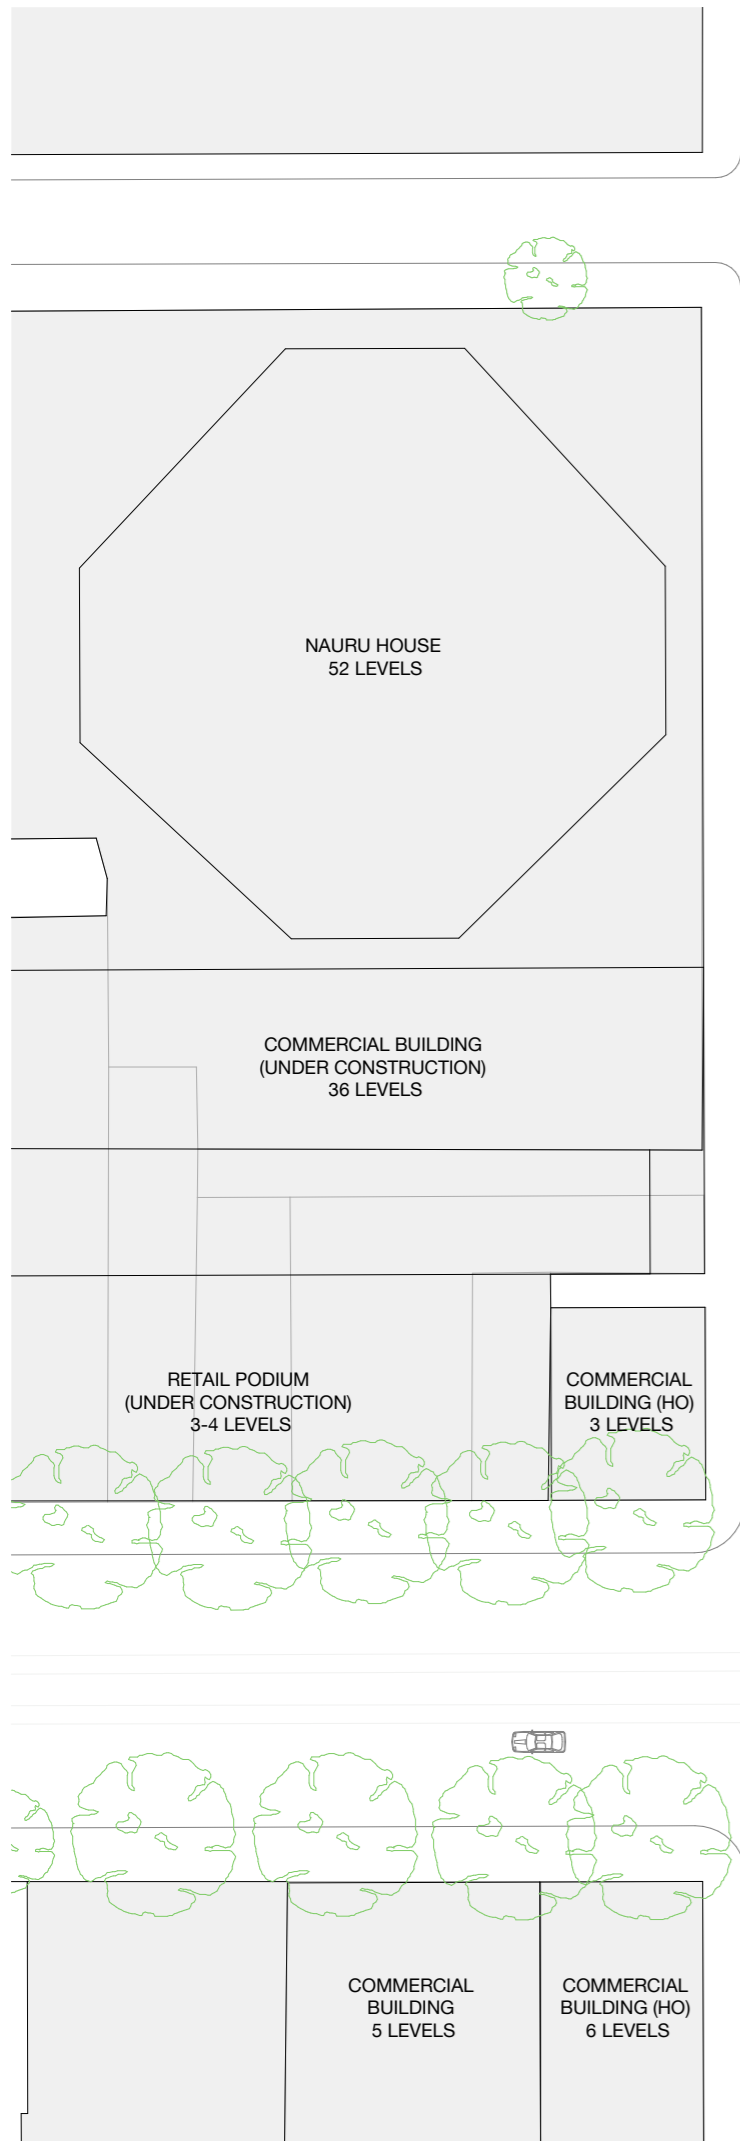 NAURU HOUSE
52 LEVELS
COMMERCIAL BUILDING
(UNDER CONSTRUCTION)
36 LEVELS
RETAIL PODIUM
(UNDER CONSTRUCTION)
3-4 LEVELS
COMMERCIAL
BUILDING (HO)
3 LEVELS
COMMERCIAL
BUILDING
5 LEVELS
COMMERCIAL
BUILDING (HO)
6 LEVELS